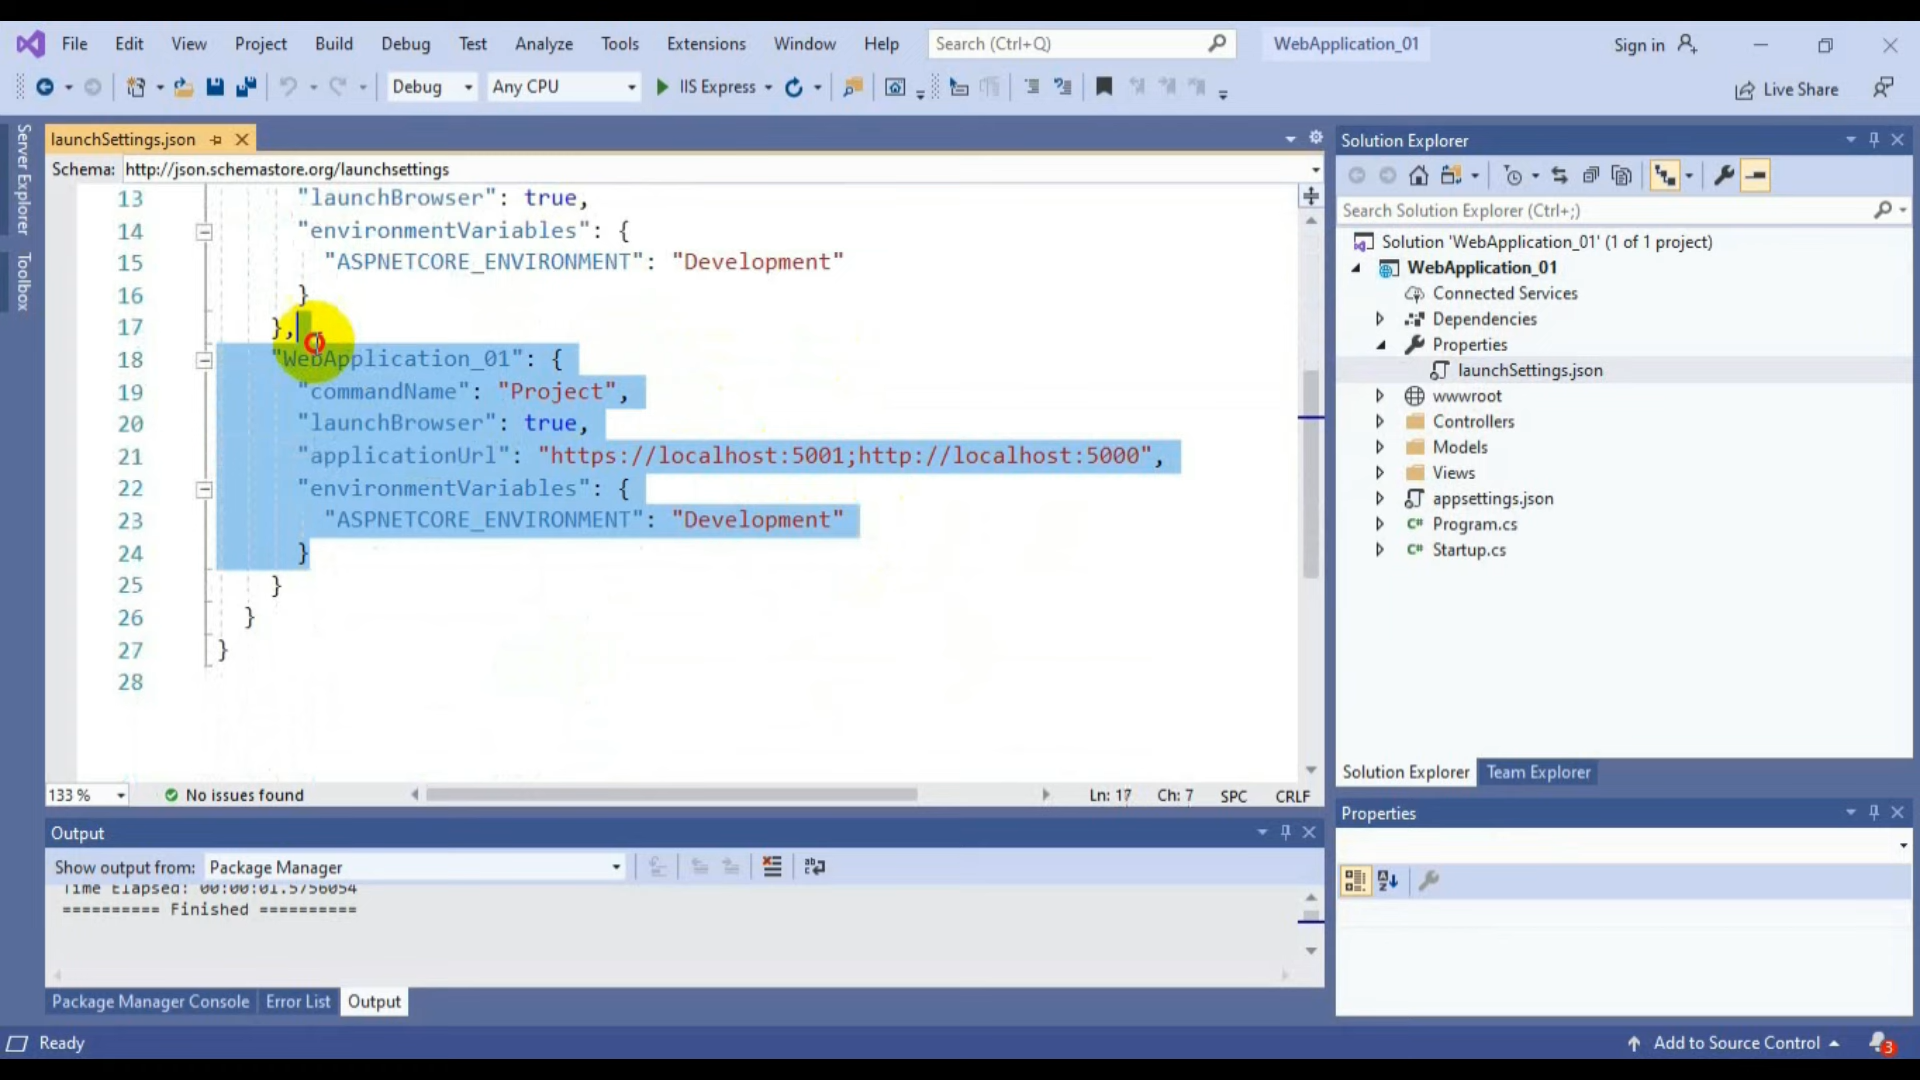 File Edit View Project Build Debug Test Analyze Tools Extensions Window Help Search (Ctrl+Q) WebApplication_01 Sign in
Debug Any CPU IIS Express Live Share
Server Explorer
Toolbox
launchSettings.json
Schema: http://json.schemastore.org/launchsettings
13 "launchBrowser": true,
14 "environmentVariables": {
15 "ASPNETCORE_ENVIRONMENT": "Development"
16 }
17 },
18 "WebApplication_01": {
19 "commandName": "Project",
20 "launchBrowser": true,
21 "applicationUrl": "https://localhost:5001;http://localhost:5000",
22 "environmentVariables": {
23 "ASPNETCORE_ENVIRONMENT": "Development"
24 }
25 }
26 }
27 }
28
133 % No issues found Ln: 17 Ch: 7 SPC CRLF
Output
Show output from: Package Manager
Time Elapsed: 00:00:01.5756054
========== Finished ==========
Package Manager Console Error List Output
Solution Explorer
Search Solution Explorer (Ctrl+;)
Solution 'WebApplication_01' (1 of 1 project)
WebApplication_01
Connected Services
Dependencies
Properties
launchSettings.json
wwwroot
Controllers
Models
Views
appsettings.json
C# Program.cs
C# Startup.cs
Solution Explorer Team Explorer
Properties
Ready Add to Source Control 3